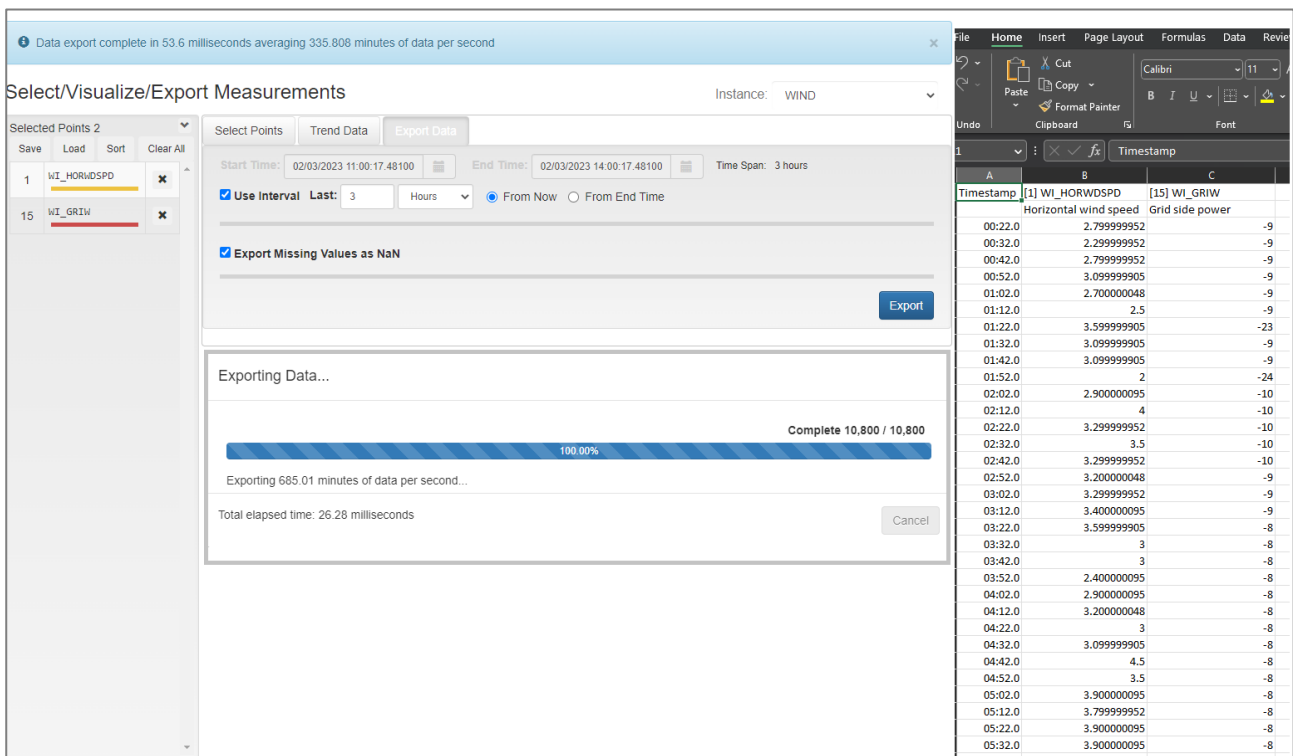 Data export complete in 53.6 milliseconds averaging 335.808 minutes of data per second ×
Select/Visualize/Export Measurements
Instance: WIND
Selected Points 2
Save Load Sort Clear All
1 WI_HORWDSPD ×
15 WI_GRIW ×
Select Points Trend Data Export Data
Start Time: 02/03/2023 11:00:17.48100 End Time: 02/03/2023 14:00:17.48100 Time Span: 3 hours
Use Interval Last: 3 Hours From Now From End Time
Export Missing Values as NaN
Export
Exporting Data...
Complete 10,800 / 10,800
100.00%
Exporting 685.01 minutes of data per second...
Total elapsed time: 26.28 milliseconds
Cancel
File Home Insert Page Layout Formulas Data
Paste
Cut
Copy
Format Painter
Calibri 11
B I U
Undo Clipboard Font
1 fx Timestamp
A B C
Timestamp [1] WI_HORWDSPD [15] WI_GRIW
Horizontal wind speed Grid side power
00:22.0 2.799999952 -9
00:32.0 2.299999952 -9
00:42.0 2.799999952 -9
00:52.0 3.099999905 -9
01:02.0 2.700000048 -9
01:12.0 2.5 -9
01:22.0 3.599999905 -23
01:32.0 3.099999905 -9
01:42.0 3.099999905 -9
01:52.0 2 -24
02:02.0 2.900000095 -10
02:12.0 4 -10
02:22.0 3.299999952 -10
02:32.0 3.5 -10
02:42.0 3.299999952 -10
02:52.0 3.200000048 -9
03:02.0 3.299999952 -9
03:12.0 3.400000095 -9
03:22.0 3.599999905 -8
03:32.0 3 -8
03:42.0 3 -8
03:52.0 2.400000095 -8
04:02.0 2.900000095 -8
04:12.0 3.200000048 -8
04:22.0 3 -8
04:32.0 3.099999905 -8
04:42.0 4.5 -8
04:52.0 3.5 -8
05:02.0 3.900000095 -8
05:12.0 3.799999952 -8
05:22.0 3.900000095 -8
05:32.0 3.900000095 -8